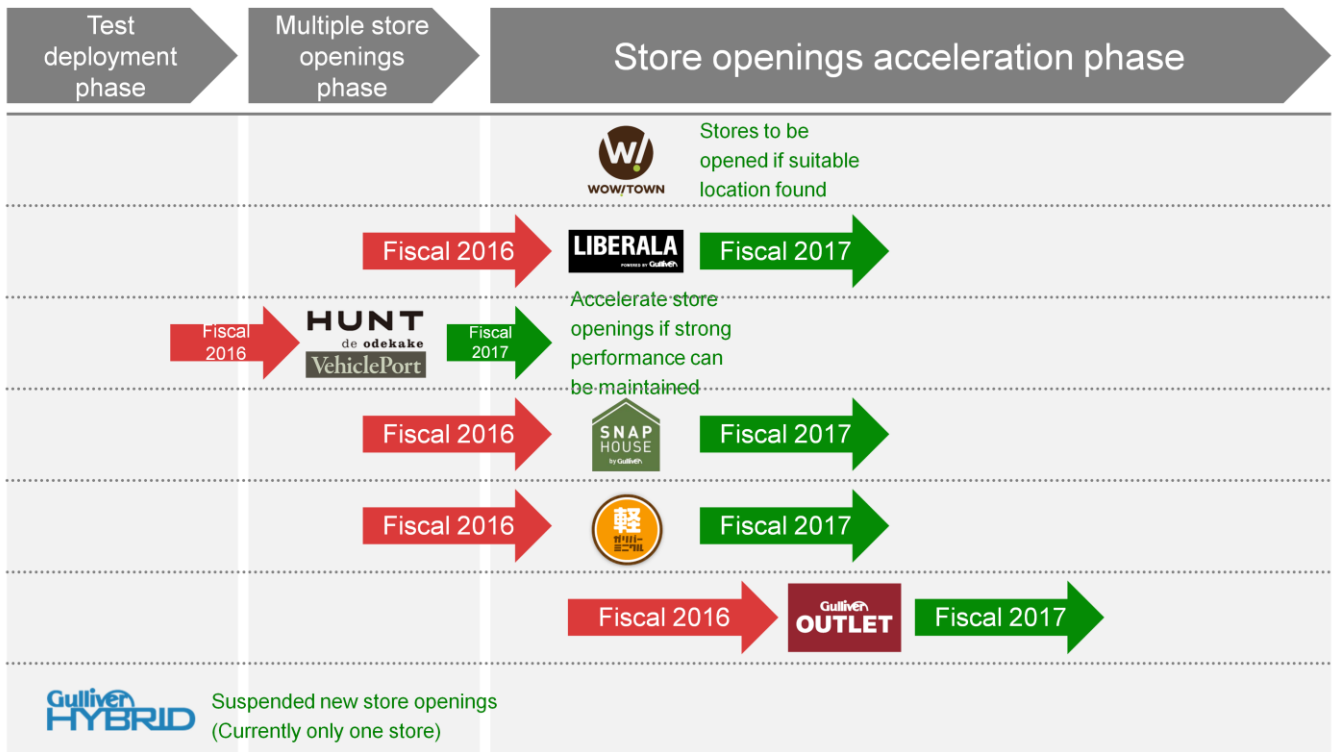 Test
deployment
phase
Multiple store
openings
phase
Store openings acceleration phase
W!
WOW!TOWN
Stores to be
opened if suitable
location found
Fiscal 2016
LIBERALA
POWERED BY Gulliver
Fiscal 2017
Fiscal
2016
HUNT
de odekake
VehiclePort
Fiscal
2017
Accelerate store
openings if strong
performance can
be maintained
Fiscal 2016
SNAP
HOUSE
by Gulliver
Fiscal 2017
Fiscal 2016
軽
ガリバー
ミニクル
Fiscal 2017
Fiscal 2016
Gulliver
OUTLET
Fiscal 2017
Gulliver
HYBRID
Suspended new store openings
(Currently only one store)